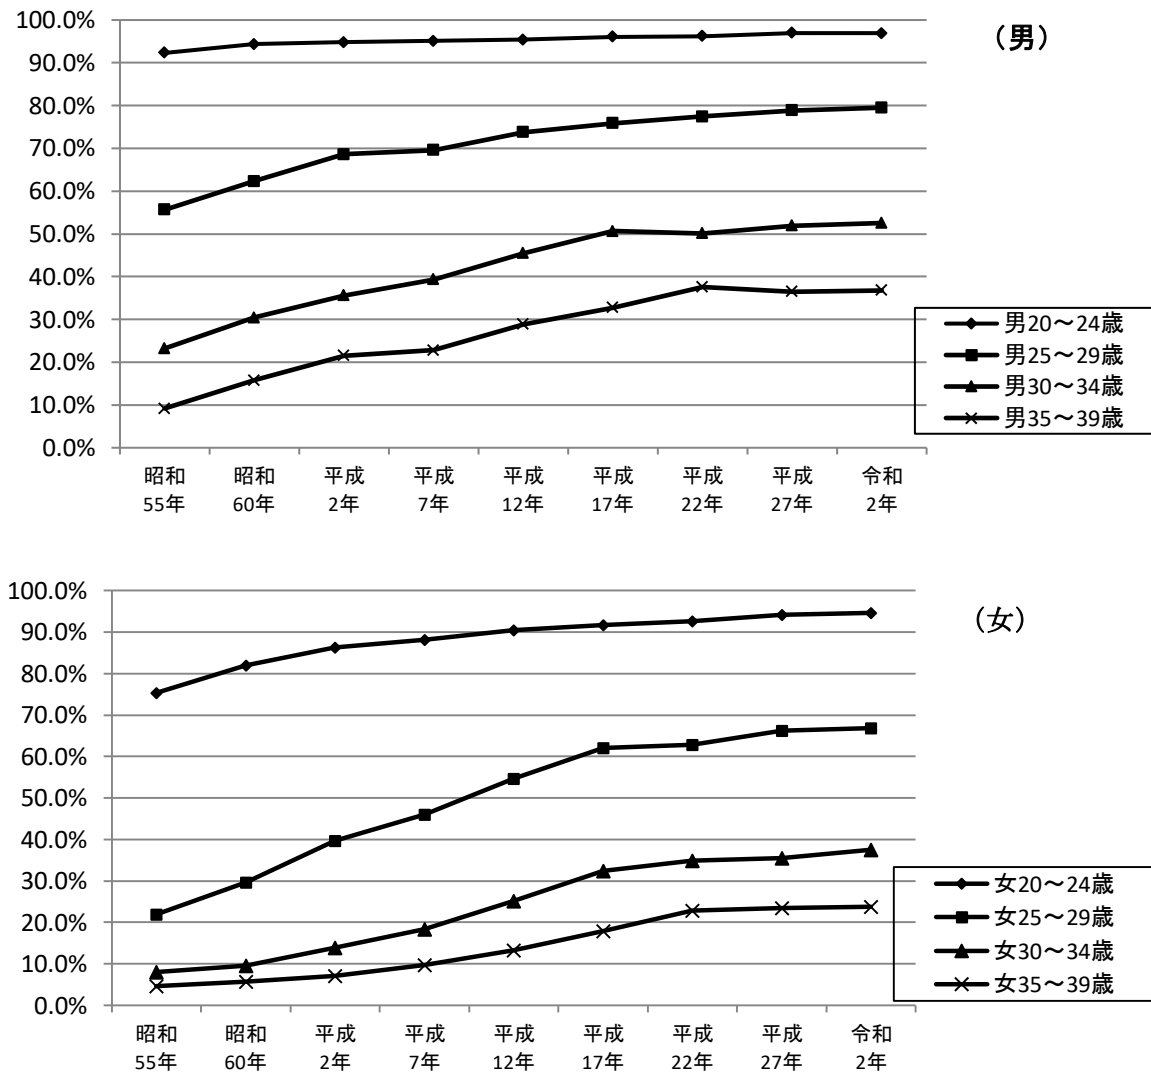 （男）
100.0%
90.0%
80.0%
70.0%
60.0%
50.0%
40.0%
30.0%
20.0%
10.0%
0.0%
男20～24歳
男25～29歳
男30～34歳
男35～39歳
昭和 昭和 平成 平成 平成 平成 平成 平成 令和
55年 60年 2年 7年 12年 17年 22年 27年 2年
（女）
100.0%
90.0%
80.0%
70.0%
60.0%
50.0%
40.0%
30.0%
20.0%
10.0%
0.0%
女20～24歳
女25～29歳
女30～34歳
女35～39歳
昭和 昭和 平成 平成 平成 平成 平成 平成 令和
55年 60年 2年 7年 12年 17年 22年 27年 2年